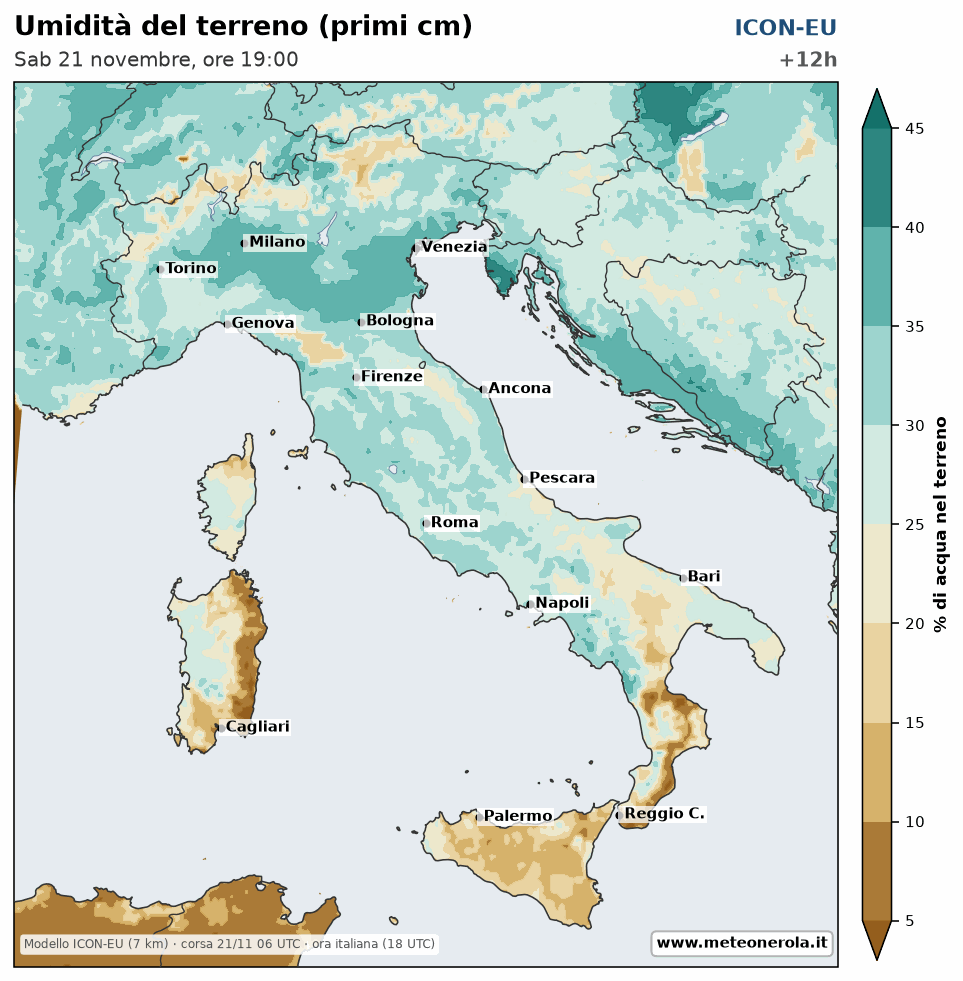 Umidità del terreno (primi cm)
ICON-EU
Sab 21 novembre, ore 19:00
+12h
Milano
Venezia
Torino
Genova
Bologna
Firenze
Ancona
Pescara
Roma
Bari
Napoli
Cagliari
Palermo
Reggio C.
45
40
35
30
25
20
15
10
5
% di acqua nel terreno
Modello ICON-EU (7 km) · corsa 21/11 06 UTC · ora italiana (18 UTC)
www.meteonerola.it